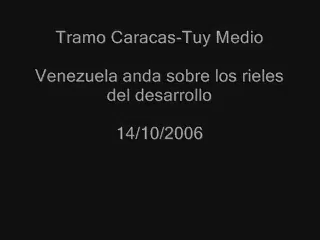 Tramo Caracas-Tuy Medio
Venezuela anda sobre los rieles
del desarrollo
14/10/2006